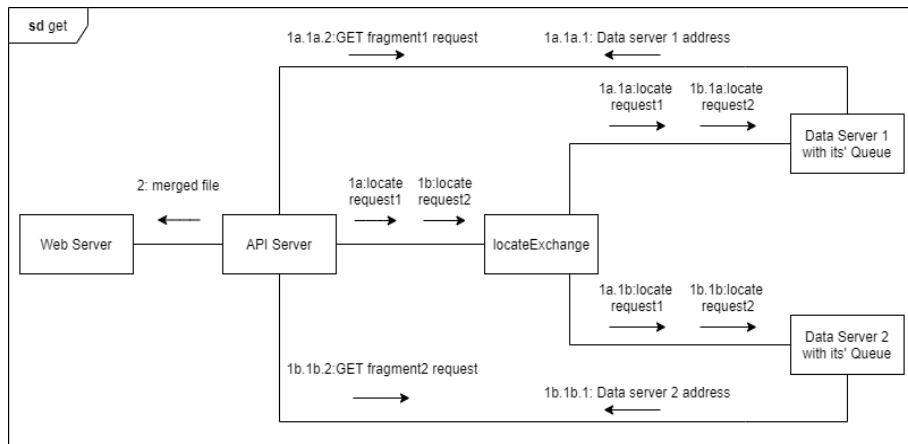 sd get
1a.1a.2:GET fragment1 request
1a.1a.1: Data server 1 address
1a.1a:locate
request1
1b.1a:locate
request2
Data Server 1
with its' Queue
2: merged file
1a:locate
request1
1b:locate
request2
Web Server
API Server
locateExchange
1a.1b:locate
request1
1b.1b:locate
request2
Data Server 2
with its' Queue
1b.1b.2:GET fragment2 request
1b.1b.1: Data server 2 address